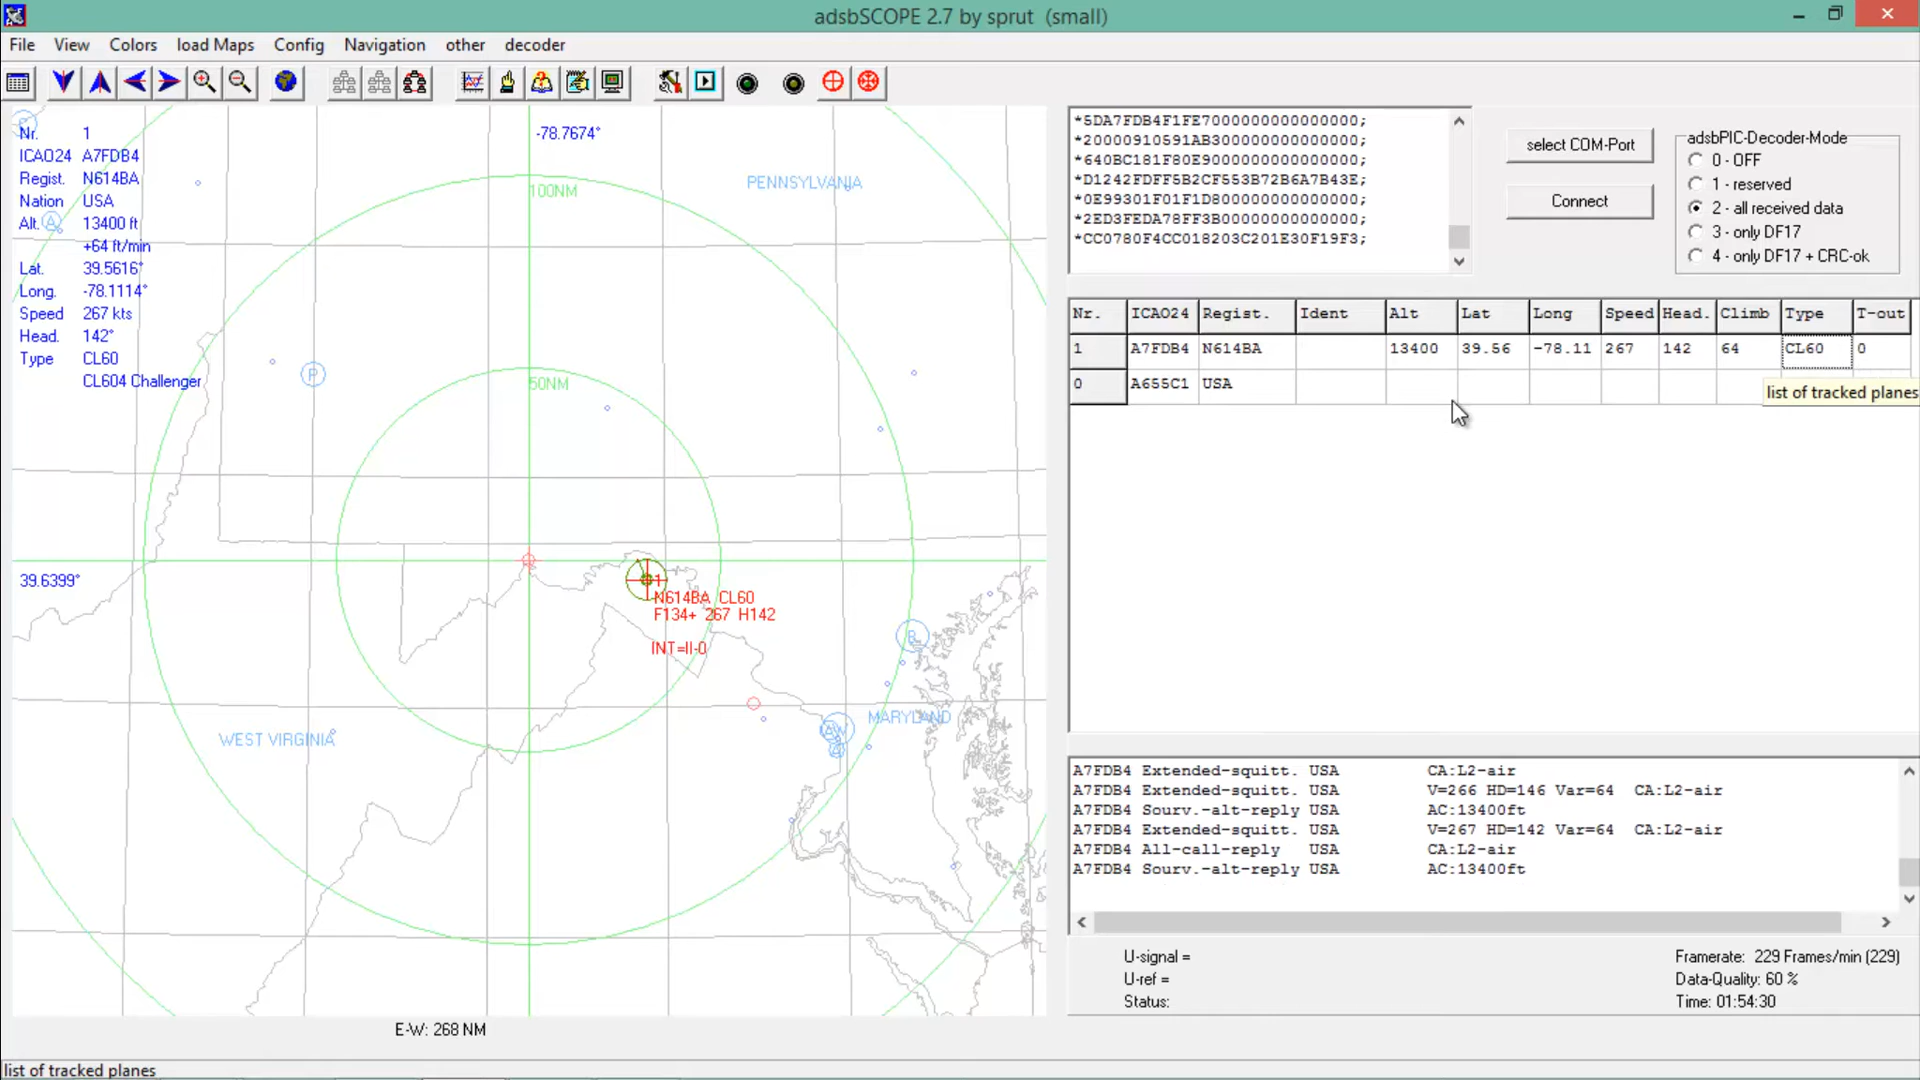 adsbSCOPE 2.7 by sprut (small)
File View Colors load Maps Config Navigation other decoder
Nr. 1
ICAO24 A7FDB4
Regist. N614BA
Nation USA
Alt. 13400 ft
+64 ft/min
Lat. 39.5616°
Long. -78.1114°
Speed 267 kts
Head. 142°
Type CL60
CL604 Challenger
-78.7674°
PENNSYLVANIA
100NM
50NM
P
A
39.6399°
N614BA CL60
F134+ 267 H142
INT=II-0
B
MARYLAND
WEST VIRGINIA
E-W: 268 NM
*5DA7FDB4F1FE70000000000000;
*20000910591AB30000000000000;
*640BC181F80E90000000000000;
*D1242FDFF5B2CF553B72B6A7B43E;
*0E99301F01F1D80000000000000;
*2ED3FEDA78FF3B0000000000000;
*CC0780F4CC018203C201E30F19F3;
select COM-Port
Connect
adsbPIC-Decoder-Mode
0 - OFF
1 - reserved
2 - all received data
3 - only DF17
4 - only DF17 + CRC-ok
Nr. ICAO24 Regist. Ident Alt Lat Long Speed Head. Climb Type T-out
1 A7FDB4 N614BA 13400 39.56 -78.11 267 142 64 CL60 0
0 A655C1 USA
list of tracked planes
A7FDB4 Extended-squitt. USA CA:L2-air
A7FDB4 Extended-squitt. USA V=266 HD=146 Var=64 CA:L2-air
A7FDB4 Sourv.-alt-reply USA AC:13400ft
A7FDB4 Extended-squitt. USA V=267 HD=142 Var=64 CA:L2-air
A7FDB4 All-call-reply USA CA:L2-air
A7FDB4 Sourv.-alt-reply USA AC:13400ft
U-signal =
U-ref =
Status:
Framerate: 229 Frames/min (229)
Data-Quality: 60 %
Time: 01:54:30
list of tracked planes